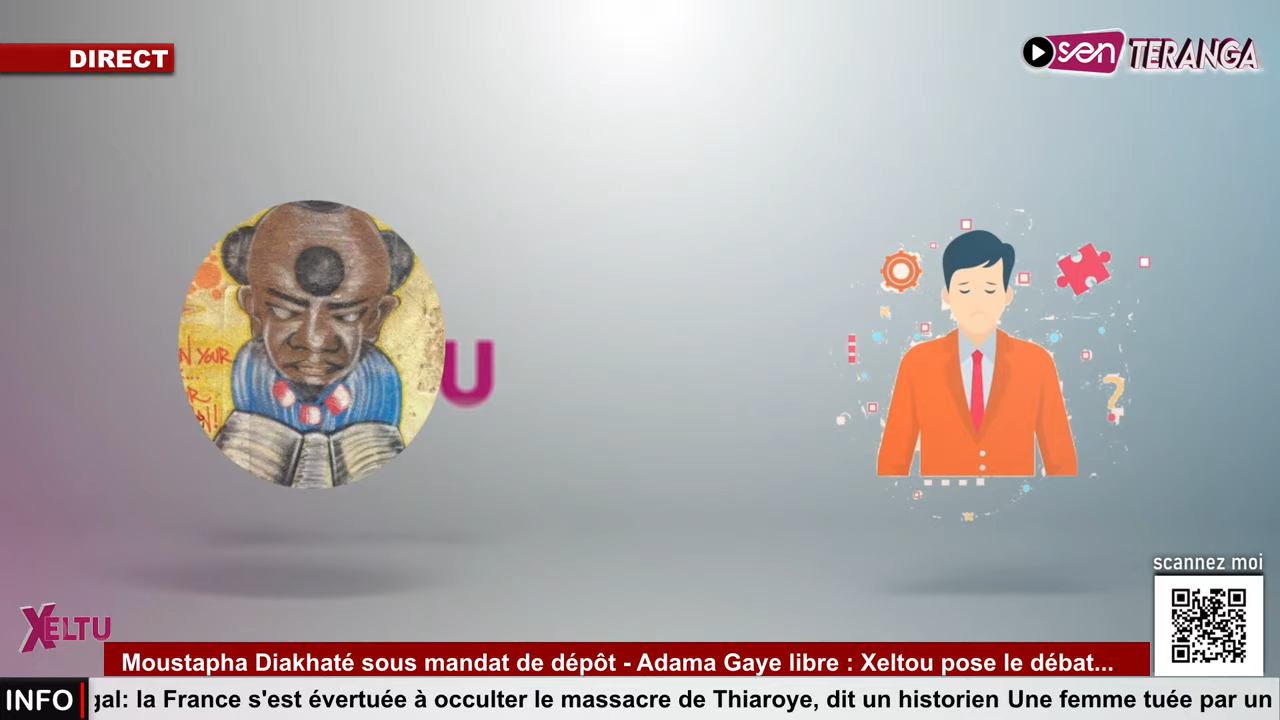 DIRECT
sen TERANGA
N YOUR
U
?
scannez moi
XELTU
Moustapha Diakhaté sous mandat de dépôt - Adama Gaye libre : Xeltou pose le débat...
INFO
gal: la France s'est évertuée à occulter le massacre de Thiaroye, dit un historien Une femme tuée par un